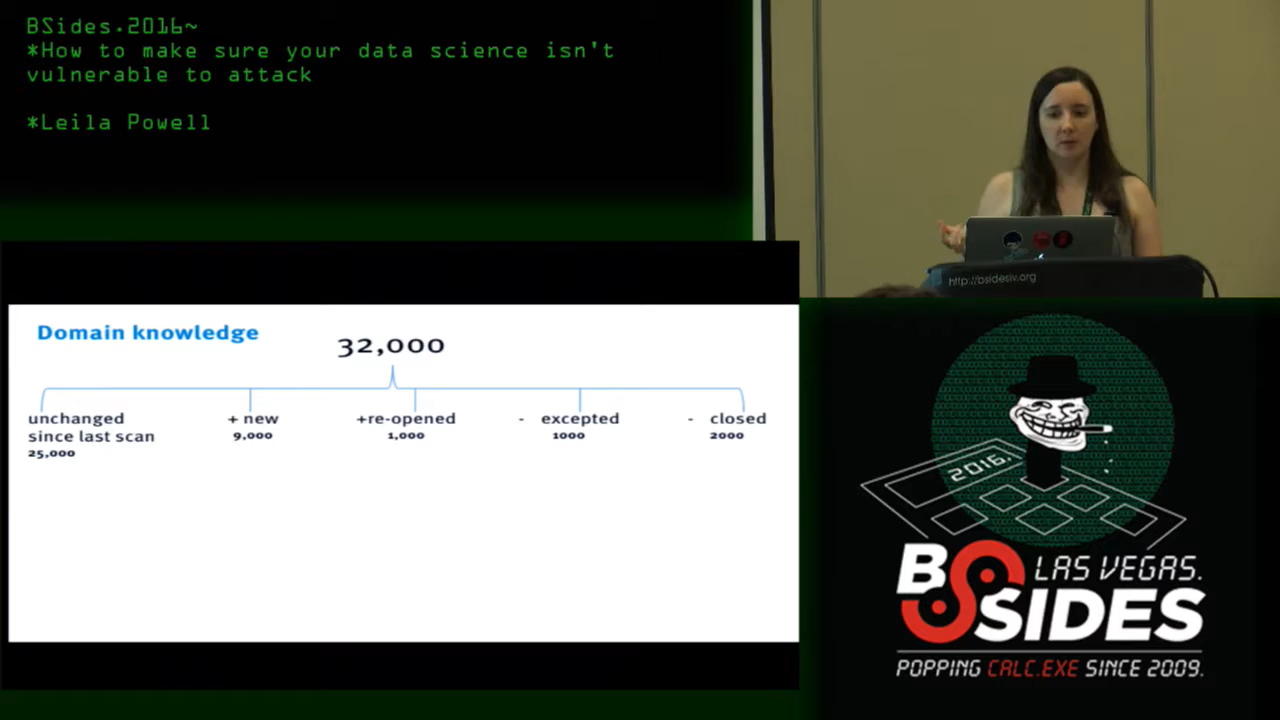 BSides.2016~
*How to make sure your data science isn't
vulnerable to attack
*Leila Powell
http://bsideslv.org
Domain knowledge
32,000
unchanged
since last scan
25,000
+ new
9,000
+re-opened
1,000
- excepted
1000
- closed
2000
2016.
BSIDES
LAS VEGAS.
POPPING CALC.EXE SINCE 2009.